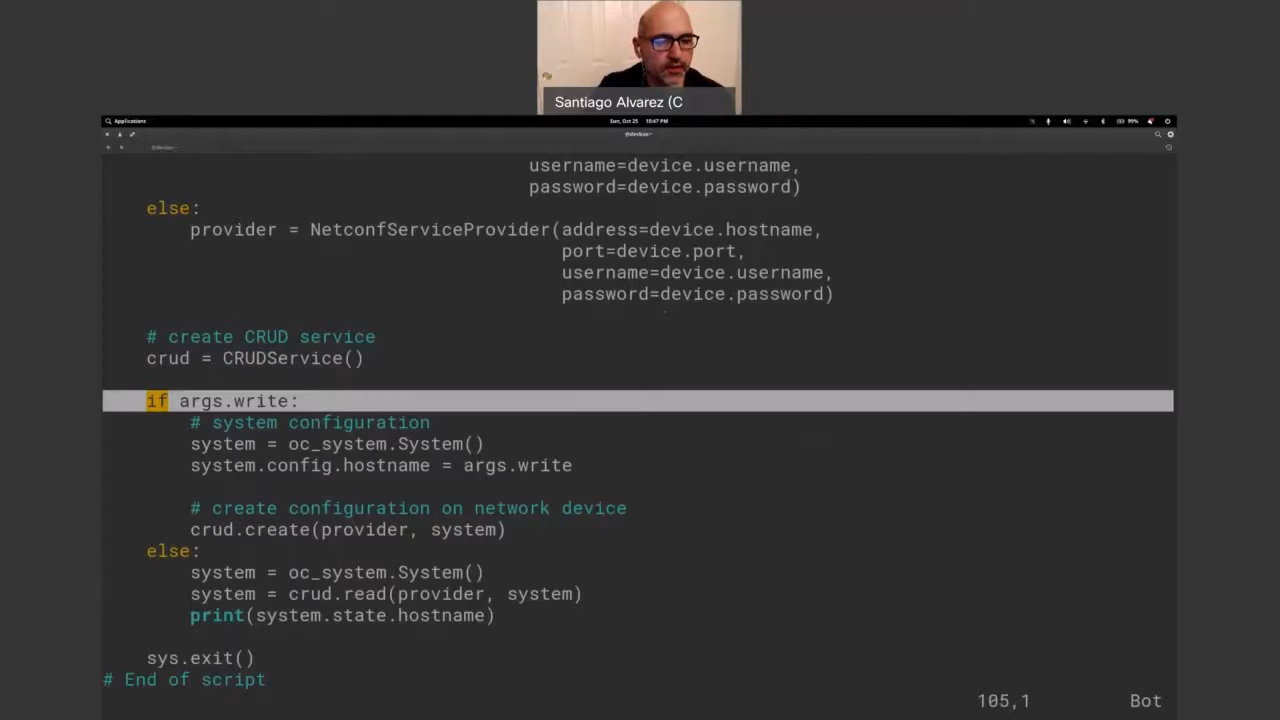 Santiago Alvarez (C
Applications
Sun, Oct 25 10:47 PM
99%
@devbox:~
@devbox:~
username=device.username,
password=device.password)
else:
provider = NetconfServiceProvider(address=device.hostname,
port=device.port,
username=device.username,
password=device.password)
# create CRUD service
crud = CRUDService()
if args.write:
# system configuration
system = oc_system.System()
system.config.hostname = args.write
# create configuration on network device
crud.create(provider, system)
else:
system = oc_system.System()
system = crud.read(provider, system)
print(system.state.hostname)
sys.exit()
# End of script
105,1 Bot